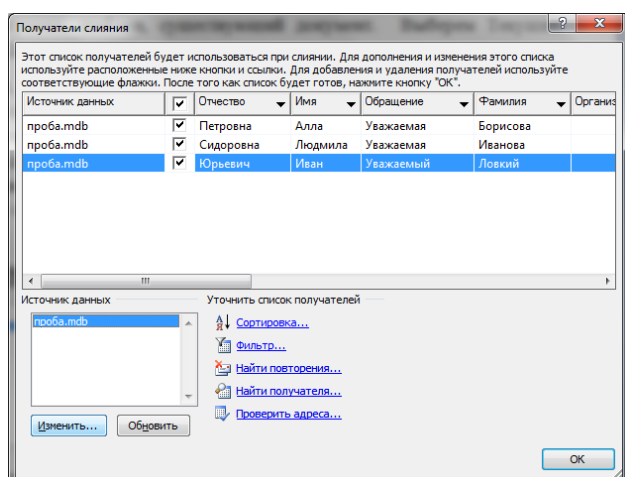 Получатели слияния
существующий документ. Выберем
Этот список получателей будет использоваться при слиянии. Для дополнения и изменения этого списка
используйте расположенные ниже кнопки и ссылки. Для добавления и удаления получателей используйте
соответствующие флажки. После того как список будет готов, нажмите кнопку "ОК".
Источник данных Отчество Имя Обращение Фамилия Организ
проба.mdb Петровна Алла Уважаемая Борисова
проба.mdb Сидоровна Людмила Уважаемая Иванова
проба.mdb Юрьевич Иван Уважаемый Ловкий
Источник данных Уточнить список получателей
проба.mdb
Сортировка...
Фильтр...
Найти повторения...
Найти получателя...
Проверить адреса...
Изменить... Обновить
ОК